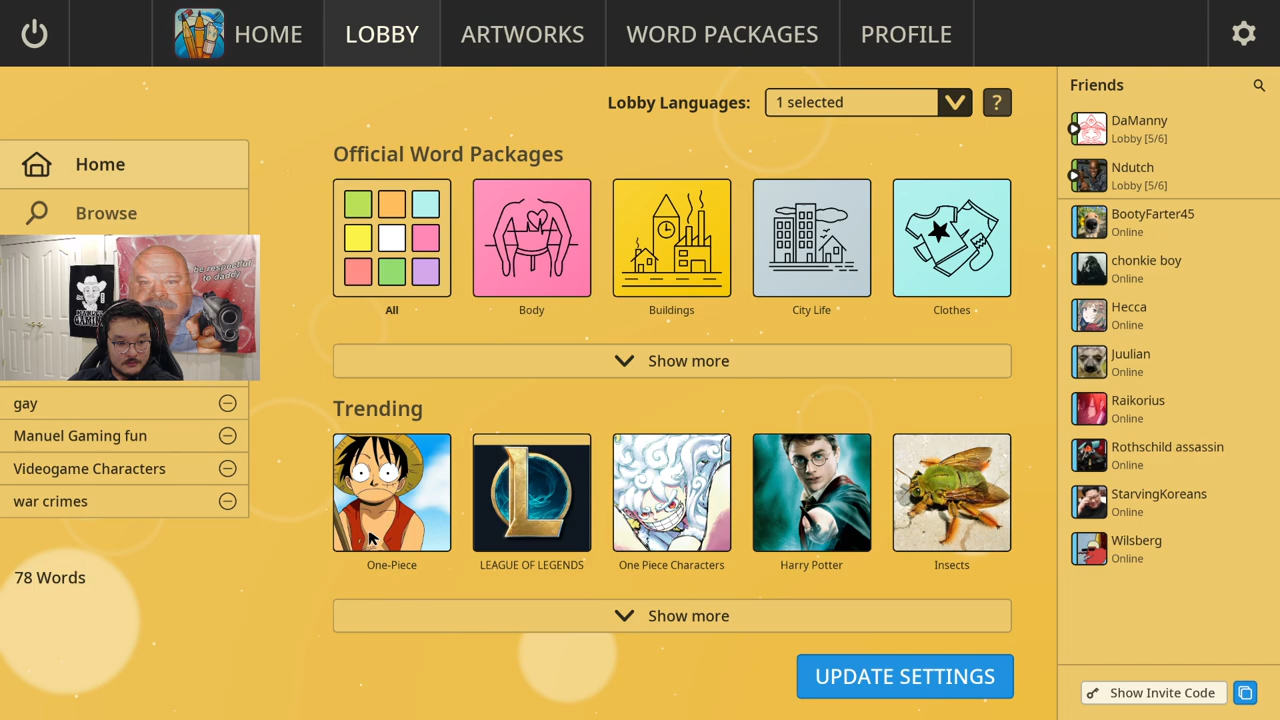 HOME
LOBBY
ARTWORKS
WORD PACKAGES
PROFILE
Lobby Languages:
1 selected
?
Home
Browse
be respectful
to daddy
gay
Manuel Gaming fun
Videogame Characters
war crimes
78 Words
Official Word Packages
All
Body
Buildings
City Life
Clothes
Show more
Trending
One-Piece
LEAGUE OF LEGENDS
One Piece Characters
Harry Potter
Insects
Show more
UPDATE SETTINGS
Friends
DaManny
Lobby [5/6]
Ndutch
Lobby [5/6]
BootyFarter45
Online
chonkie boy
Online
Hecca
Online
Juulian
Online
Raikorius
Online
Rothschild assassin
Online
StarvingKoreans
Online
Wilsberg
Online
Show Invite Code